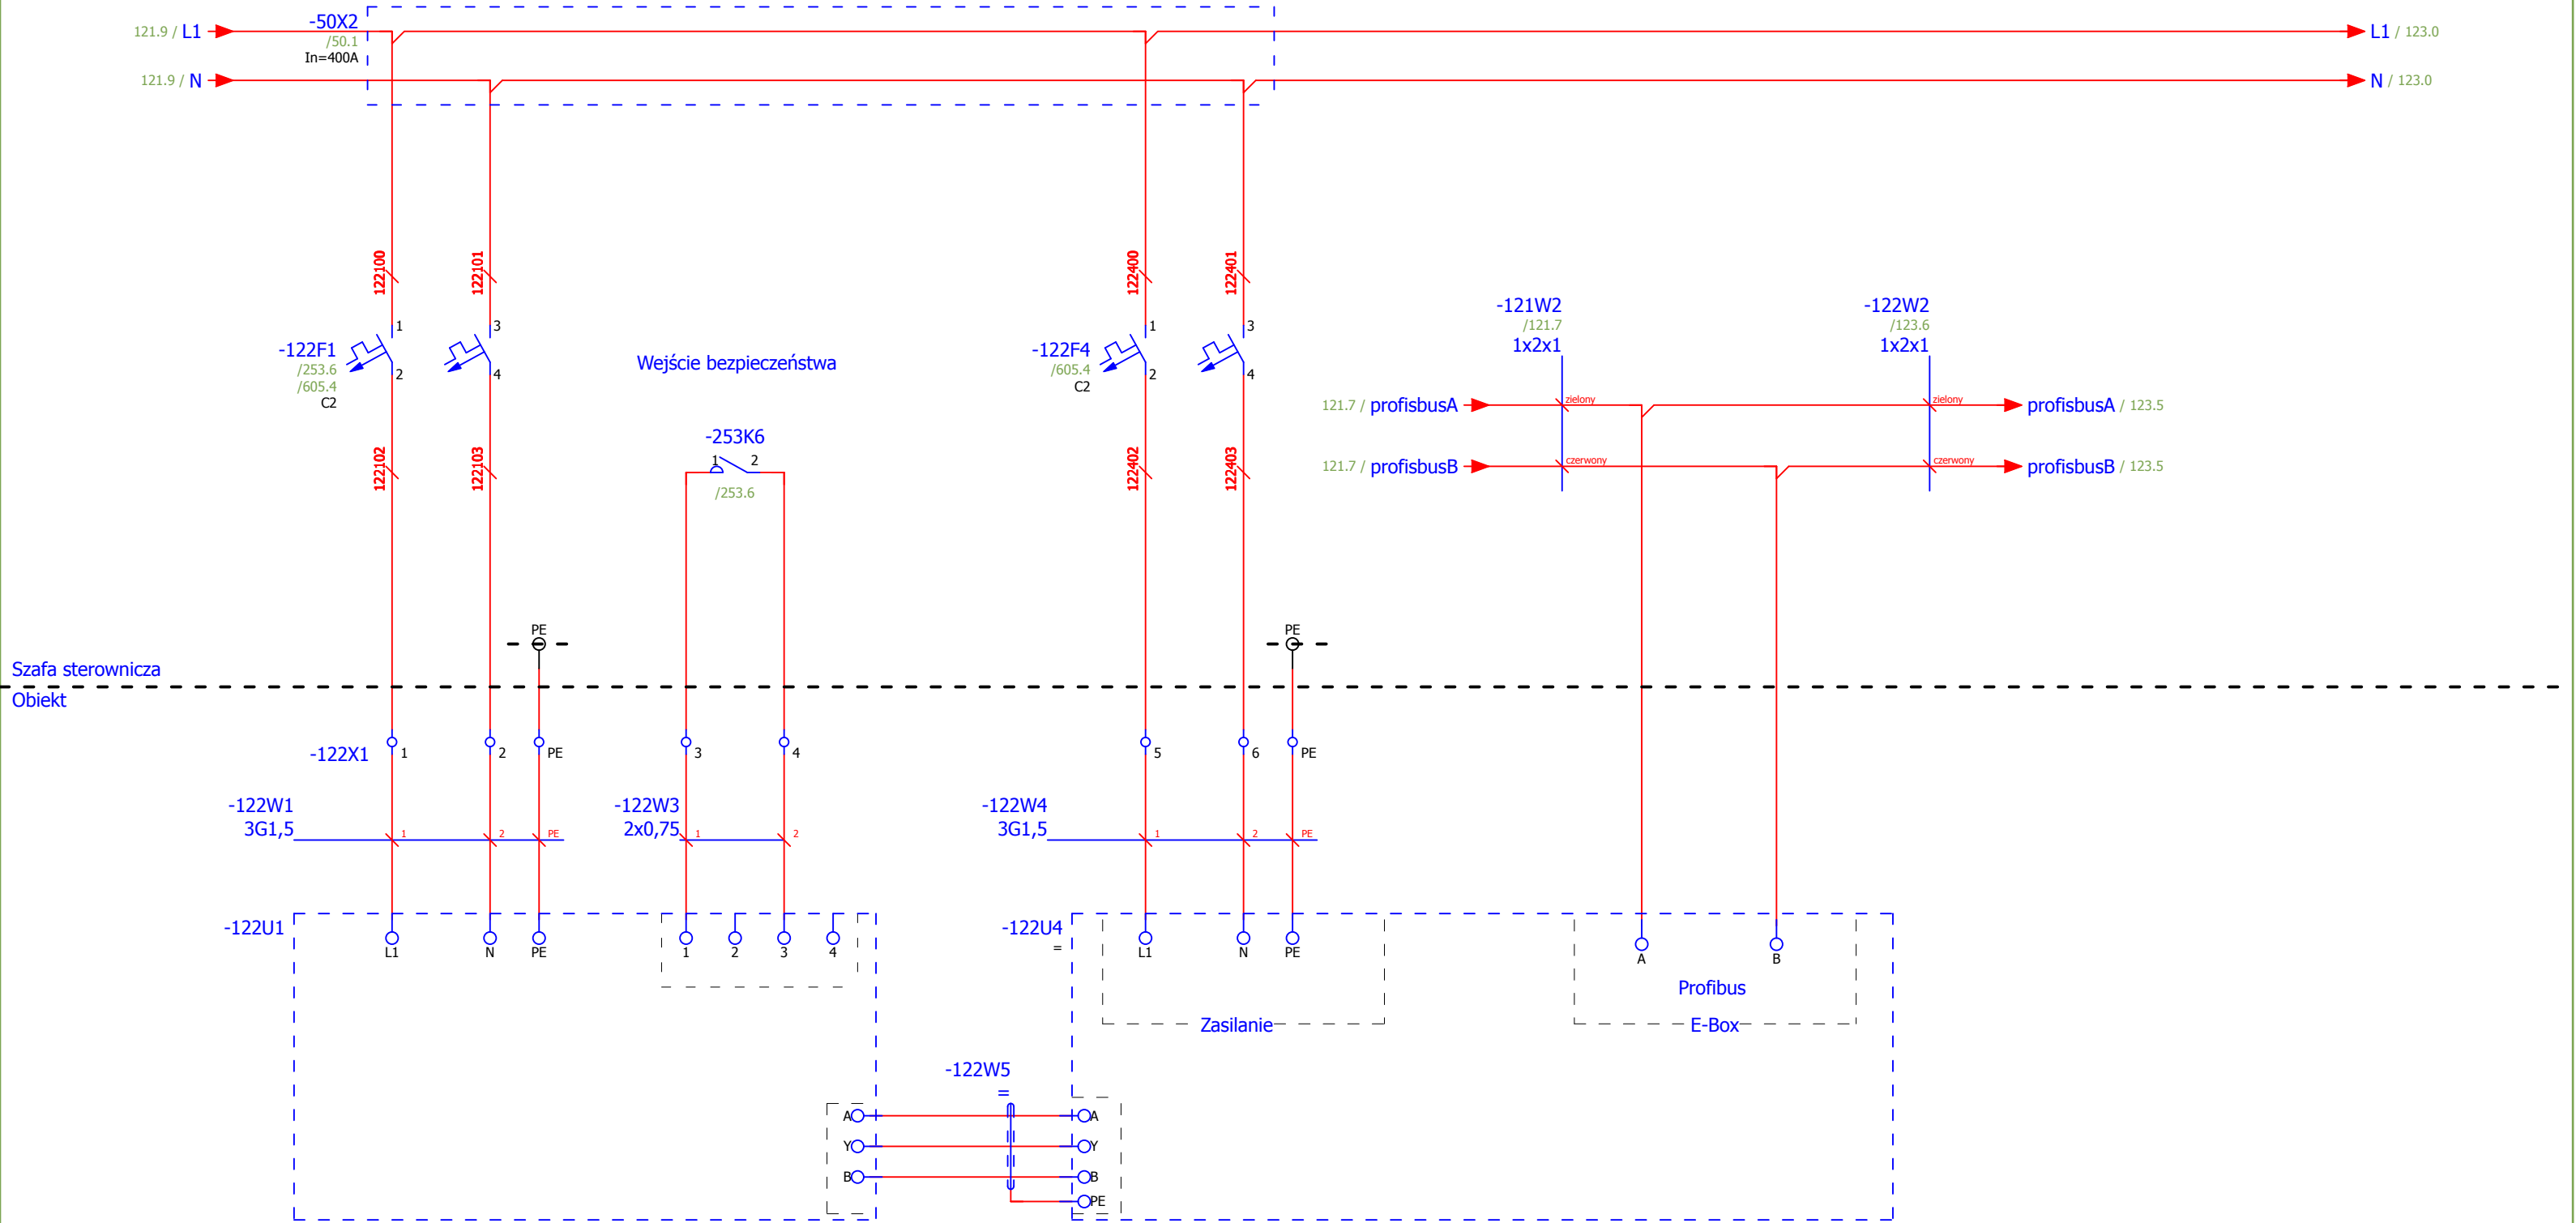 -50X2
121.9 / L1
/50.1
L1 / 123.0
In=400A
121.9 / N
N / 123.0
122100
122101
122400
122401
-121W2
-122W2
/121.7
/123.6
1x2x1
1x2x1
1
3
1
3
-122F1
-122F4
/253.6
/605.4
/605.4
C2
C2
2
4
2
4
Wejście bezpieczeństwa
121.7 / profisbusA
zielony
zielony
profisbusA / 123.5
-253K6
1 2
/253.6
122102
122103
122402
122403
121.7 / profisbusB
czerwony
czerwony
profisbusB / 123.5
PE
PE
Szafa sterownicza
Obiekt
-122X1
1
2
PE
3
4
5
6
PE
-122W1
3G1,5
1
2
PE
-122W3
2x0,75
1
2
-122W4
3G1,5
1
2
PE
-122U1
L1
N
PE
1
2
3
4
-122U4
=
L1
N
PE
A
B
Profibus
Zasilanie
E-Box
-122W5
=
A
A
Y
Y
B
B
PE